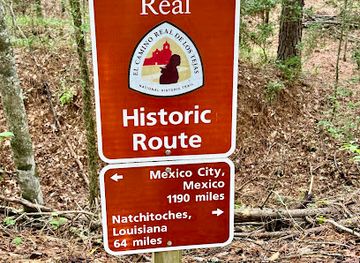 Real
EL CAMINO REAL DE LOS TEJAS
NATIONAL HISTORIC TRAIL
Historic
Route
Mexico City,
Mexico
1190 miles
Natchitoches,
Louisiana
64 miles